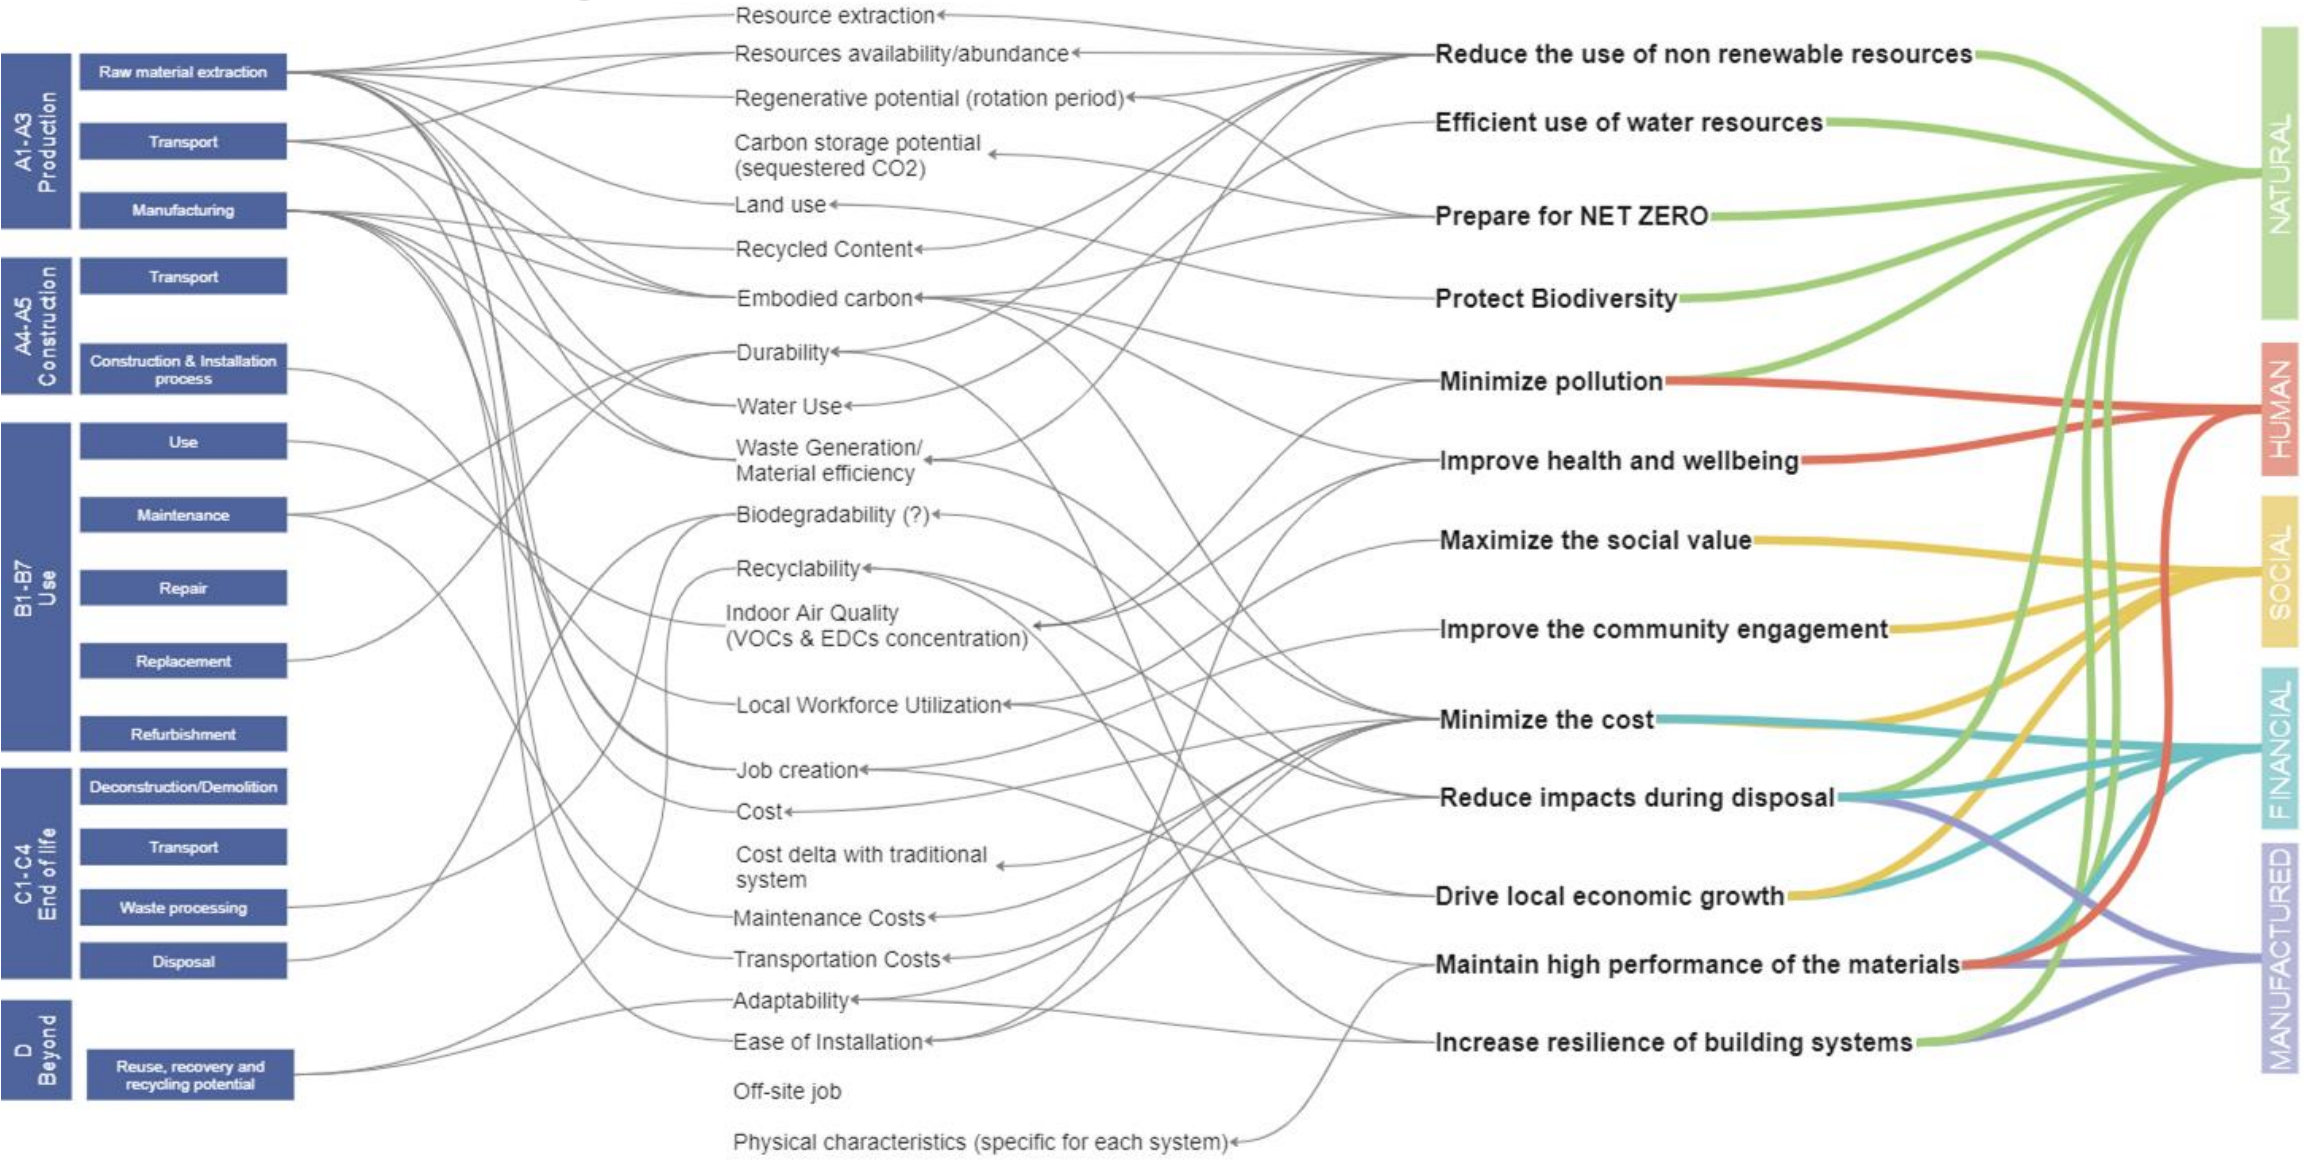 A1-A3
Production
Raw material extraction
Transport
Manufacturing
A4-A5
Construction
Transport
Construction & Installation
process
B1-B7
Use
Use
Maintenance
Repair
Replacement
Refurbishment
C1-C4
End of life
Deconstruction/Demolition
Transport
Waste processing
Disposal
D
Beyond
Reuse, recovery and
recycling potential
Resource extraction
Resources availability/abundance
Regenerative potential (rotation period)
Carbon storage potential
(sequestered CO2)
Land use
Recycled Content
Embodied carbon
Durability
Water Use
Waste Generation/
Material efficiency
Biodegradability (?)
Recyclability
Indoor Air Quality
(VOCs & EDCs concentration)
Local Workforce Utilization
Job creation
Cost
Cost delta with traditional
system
Maintenance Costs
Transportation Costs
Adaptability
Ease of Installation
Off-site job
Physical characteristics (specific for each system)
Reduce the use of non renewable resources
Efficient use of water resources
Prepare for NET ZERO
Protect Biodiversity
Minimize pollution
Improve health and wellbeing
Maximize the social value
Improve the community engagement
Minimize the cost
Reduce impacts during disposal
Drive local economic growth
Maintain high performance of the materials
Increase resilience of building systems
NATURAL
HUMAN
SOCIAL
FINANCIAL
MANUFACTURED